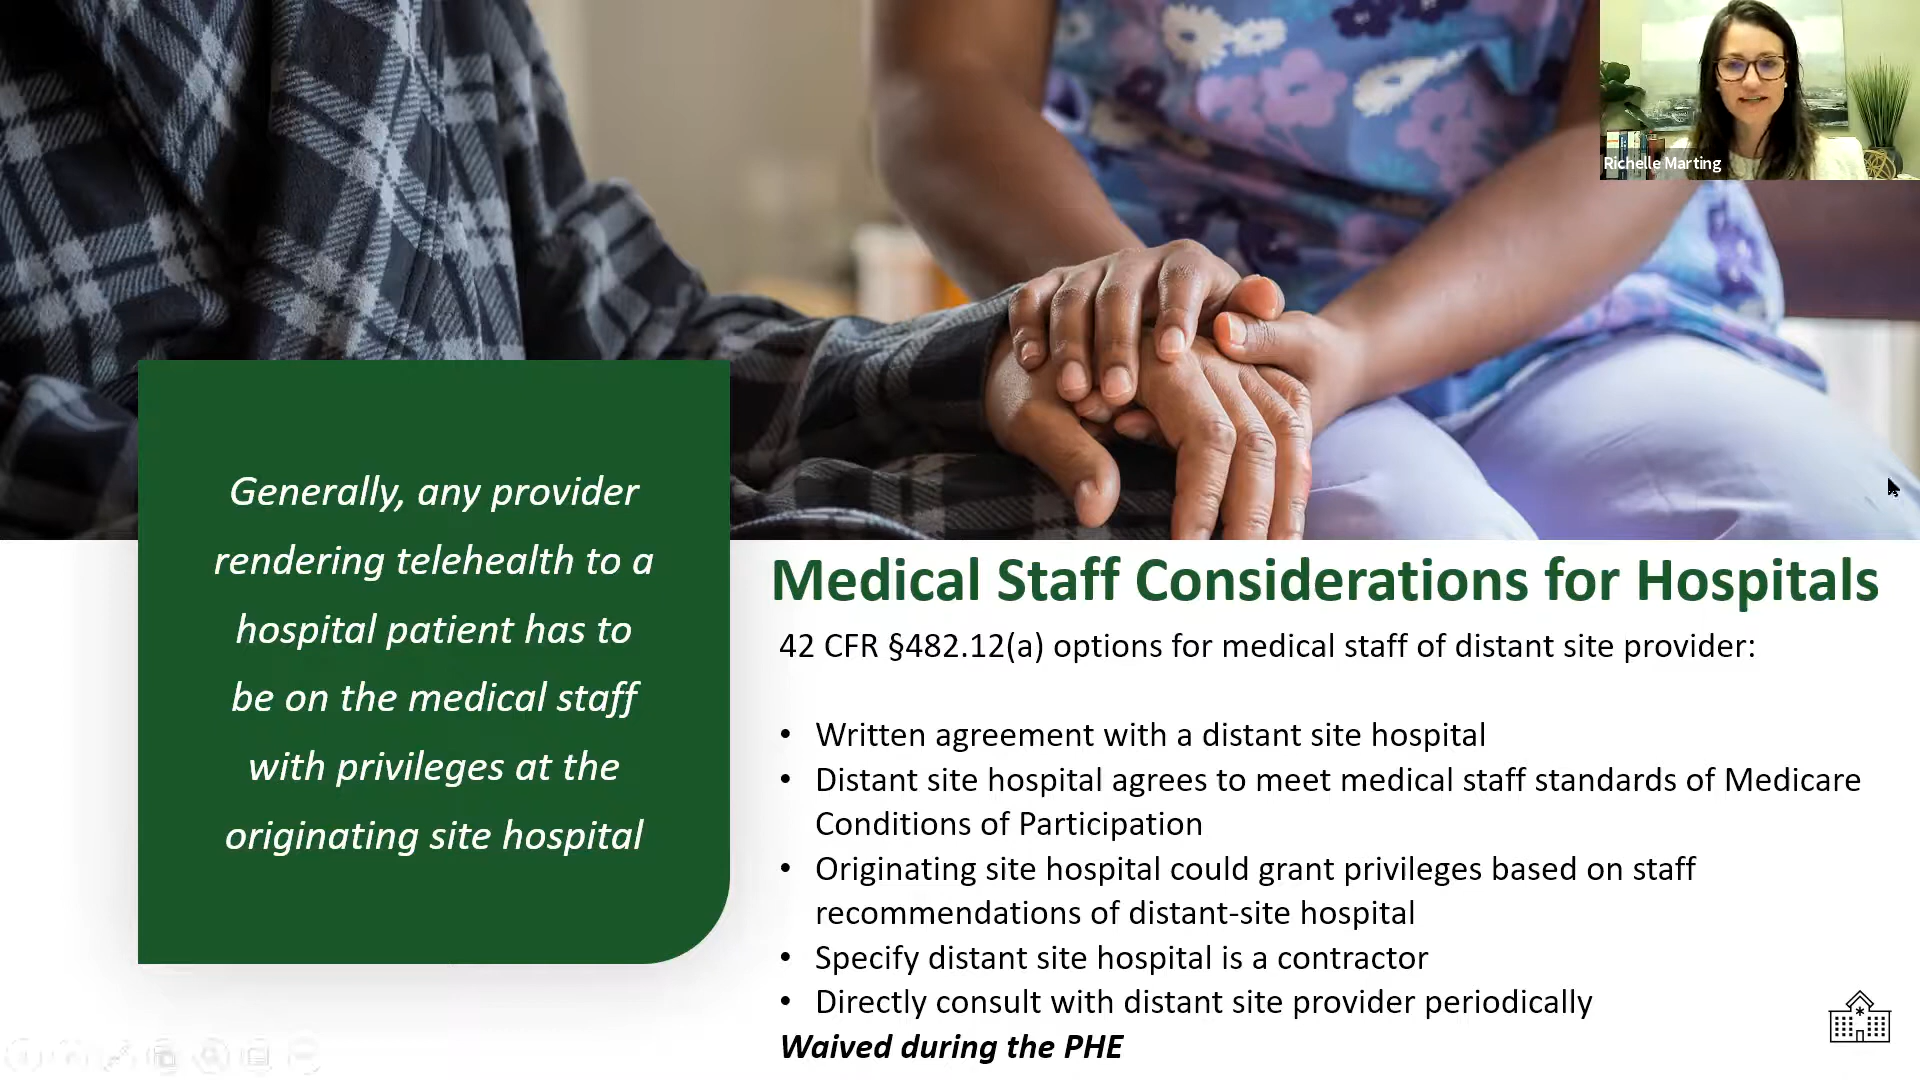 Richelle Marting
Generally, any provider
rendering telehealth to a
hospital patient has to
be on the medical staff
with privileges at the
originating site hospital
Medical Staff Considerations for Hospitals
42 CFR §482.12(a) options for medical staff of distant site provider:
• Written agreement with a distant site hospital
• Distant site hospital agrees to meet medical staff standards of Medicare
Conditions of Participation
• Originating site hospital could grant privileges based on staff
recommendations of distant-site hospital
• Specify distant site hospital is a contractor
• Directly consult with distant site provider periodically
Waived during the PHE